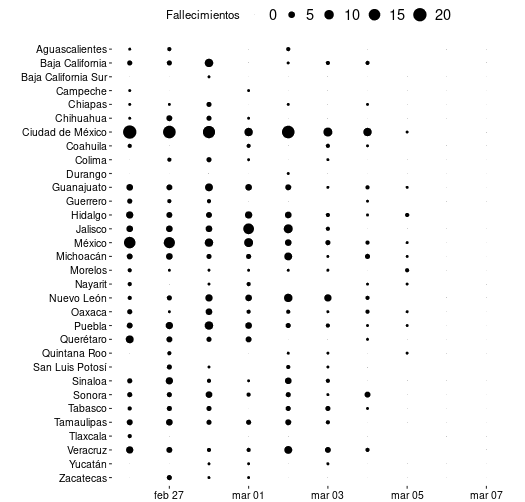 Fallecimientos 0 5 10 15 20
Aguascalientes
Baja California
Baja California Sur
Campeche
Chiapas
Chihuahua
Ciudad de México
Coahuila
Colima
Durango
Guanajuato
Guerrero
Hidalgo
Jalisco
México
Michoacán
Morelos
Nayarit
Nuevo León
Oaxaca
Puebla
Querétaro
Quintana Roo
San Luis Potosí
Sinaloa
Sonora
Tabasco
Tamaulipas
Tlaxcala
Veracruz
Yucatán
Zacatecas
feb 27 mar 01 mar 03 mar 05 mar 07